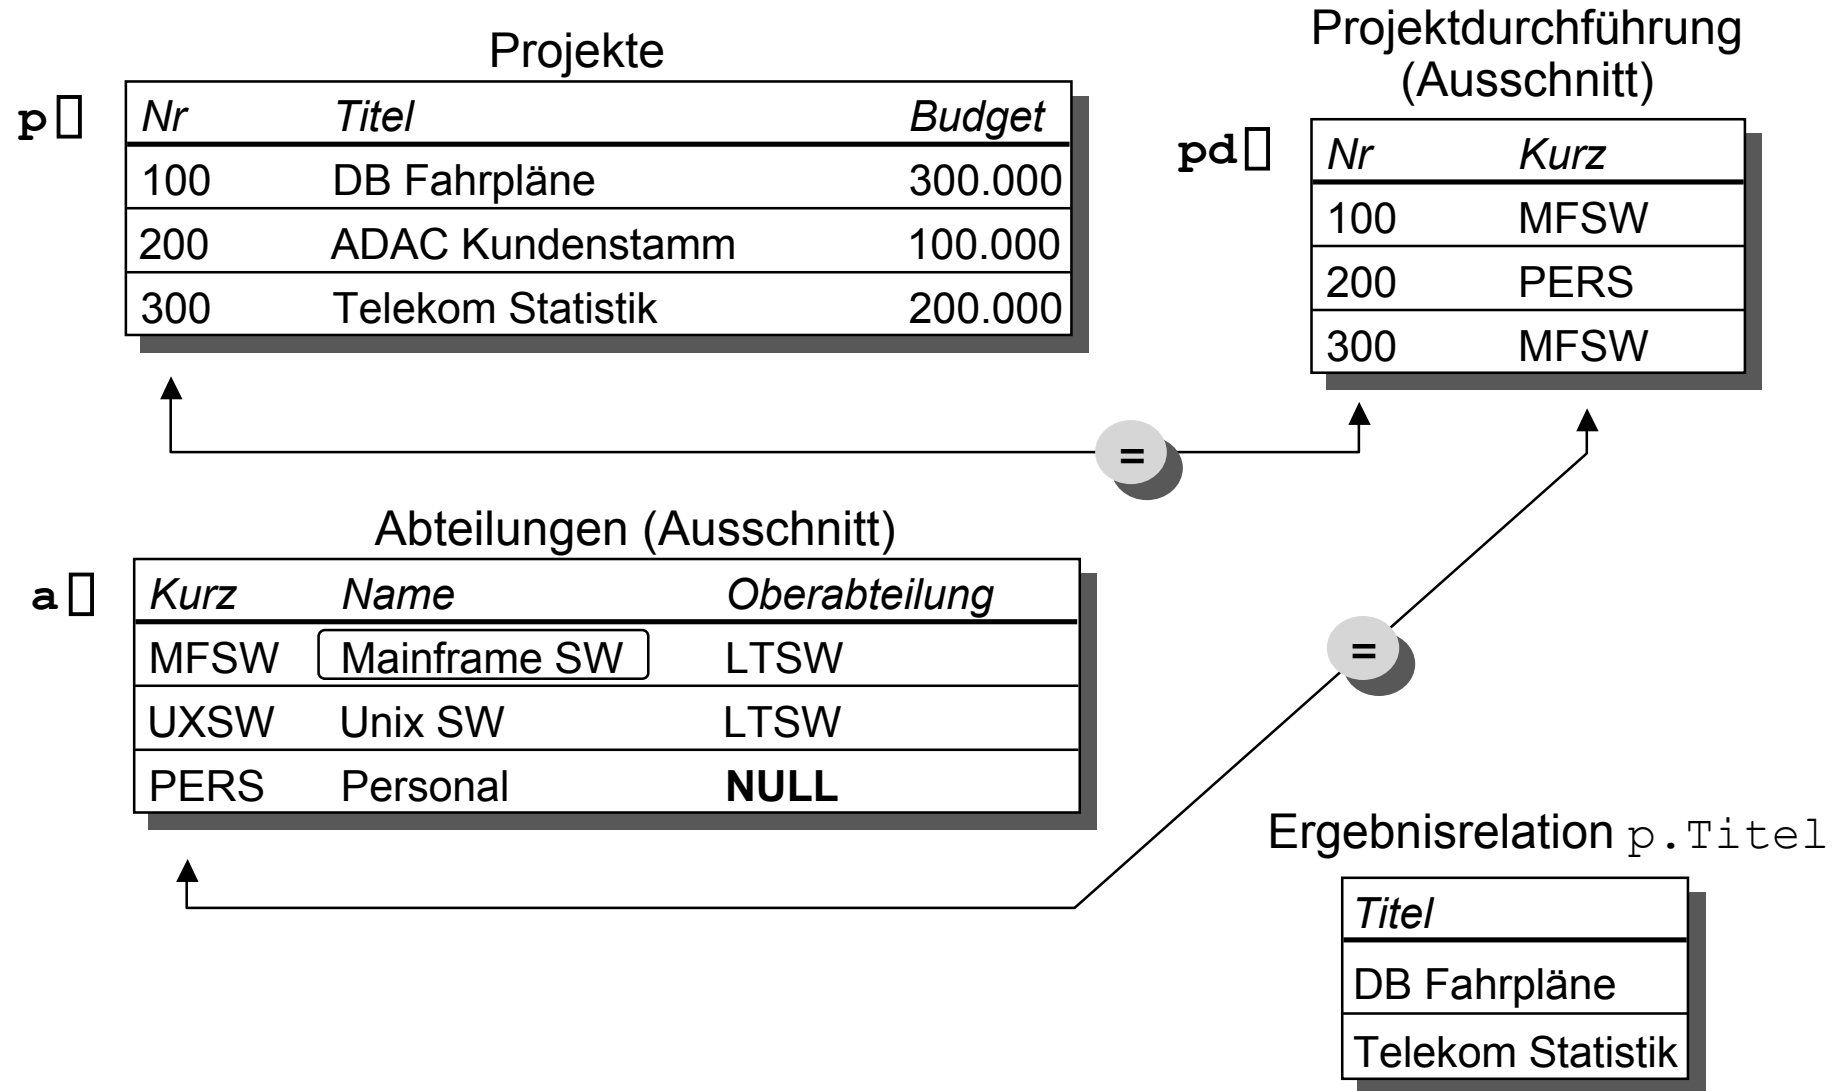 Projekte
p
Nr Titel Budget
100 DB Fahrpläne 300.000
200 ADAC Kundenstamm 100.000
300 Telekom Statistik 200.000
Projektdurchführung
(Ausschnitt)
pd
Nr Kurz
100 MFSW
200 PERS
300 MFSW
=
Abteilungen (Ausschnitt)
a
Kurz Name Oberabteilung
MFSW Mainframe SW LTSW
UXSW Unix SW LTSW
PERS Personal NULL
=
Ergebnisrelation p.Titel
Titel
DB Fahrpläne
Telekom Statistik